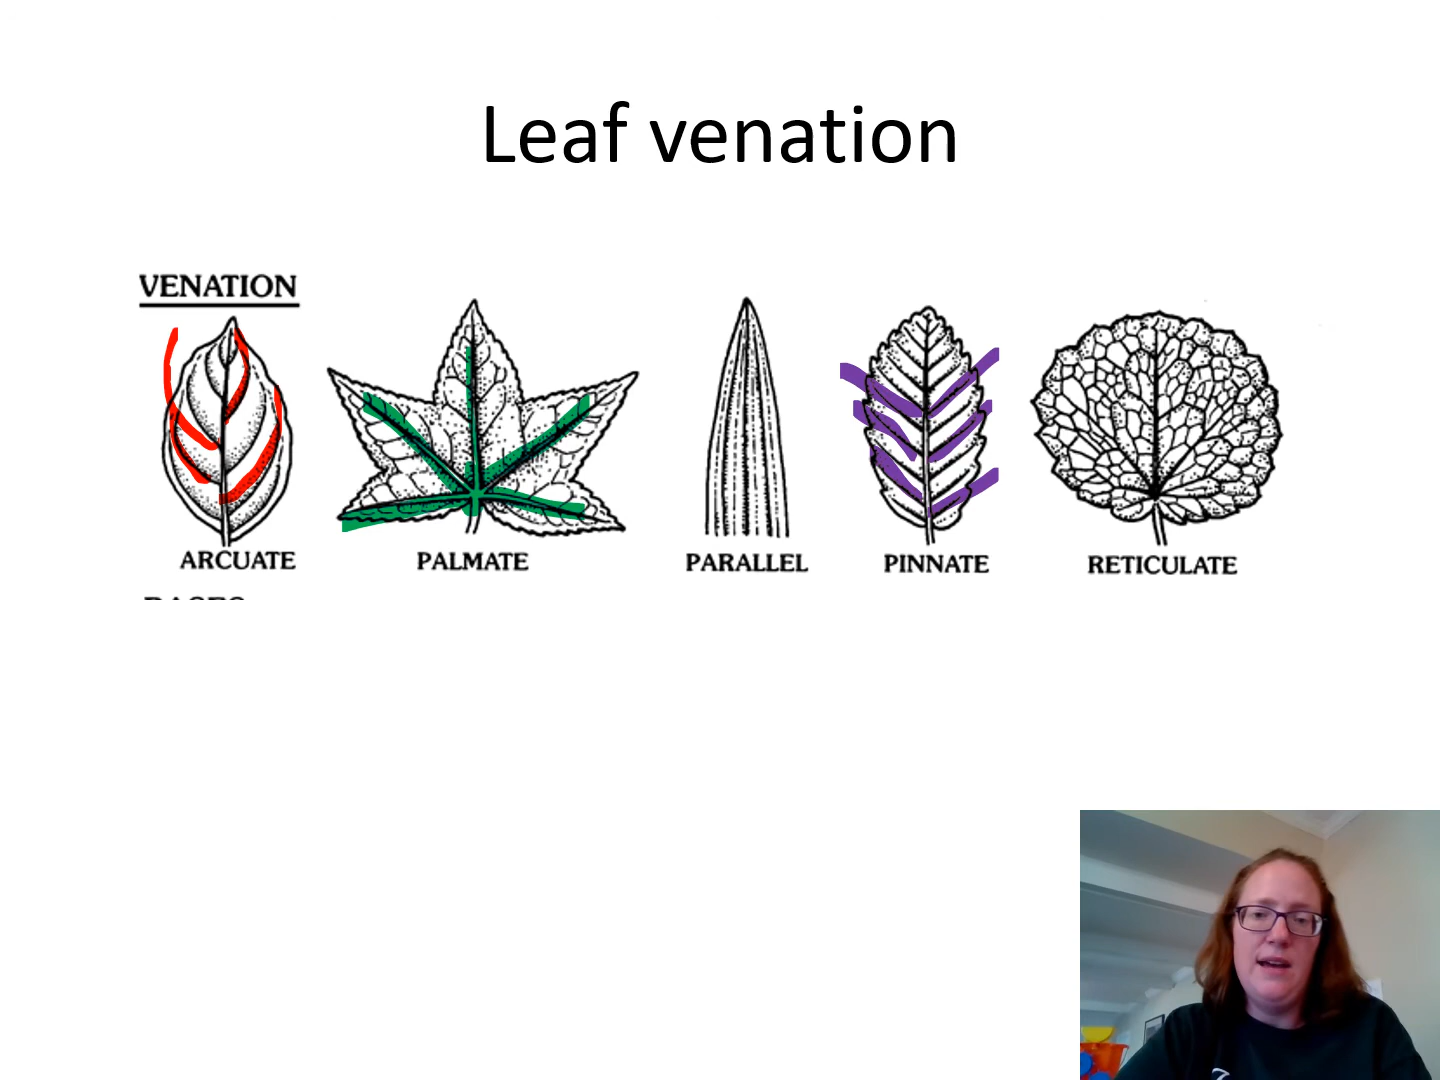 Leaf venation
VENATION
ARCUATE
PALMATE
PARALLEL
PINNATE
RETICULATE